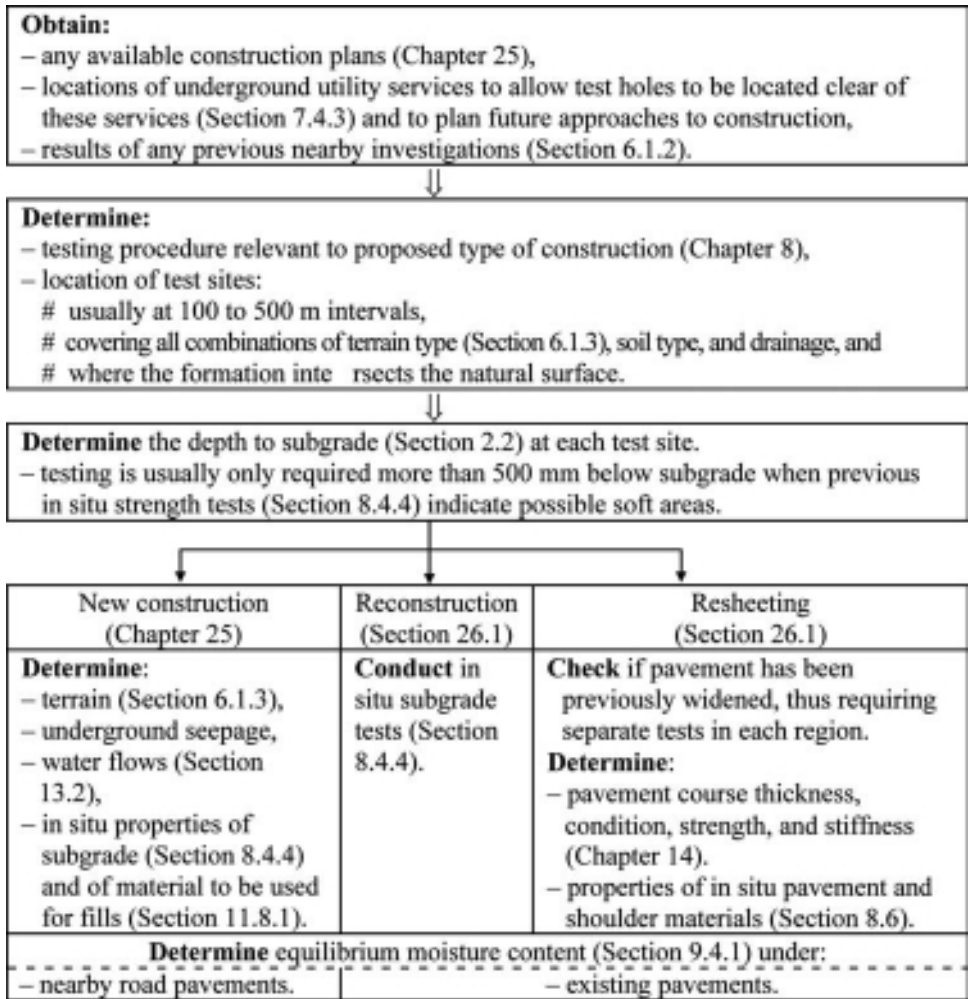 Obtain:
– any available construction plans (Chapter 25),
– locations of underground utility services to allow test holes to be located clear of
these services (Section 7.4.3) and to plan future approaches to construction,
– results of any previous nearby investigations (Section 6.1.2).
Determine:
– testing procedure relevant to proposed type of construction (Chapter 8),
– location of test sites:
# usually at 100 to 500 m intervals,
# covering all combinations of terrain type (Section 6.1.3), soil type, and drainage, and
# where the formation inte rsects the natural surface.
Determine the depth to subgrade (Section 2.2) at each test site.
– testing is usually only required more than 500 mm below subgrade when previous
in situ strength tests (Section 8.4.4) indicate possible soft areas.
New construction
(Chapter 25)
Determine:
– terrain (Section 6.1.3),
– underground seepage,
– water flows (Section
13.2),
– in situ properties of
subgrade (Section 8.4.4)
and of material to be used
for fills (Section 11.8.1).
Reconstruction
(Section 26.1)
Conduct in
situ subgrade
tests (Section
8.4.4).
Resheeting
(Section 26.1)
Check if pavement has been
previously widened, thus requiring
separate tests in each region.
Determine:
– pavement course thickness,
condition, strength, and stiffness
(Chapter 14).
– properties of in situ pavement and
shoulder materials (Section 8.6).
Determine equilibrium moisture content (Section 9.4.1) under:
– nearby road pavements.
– existing pavements.